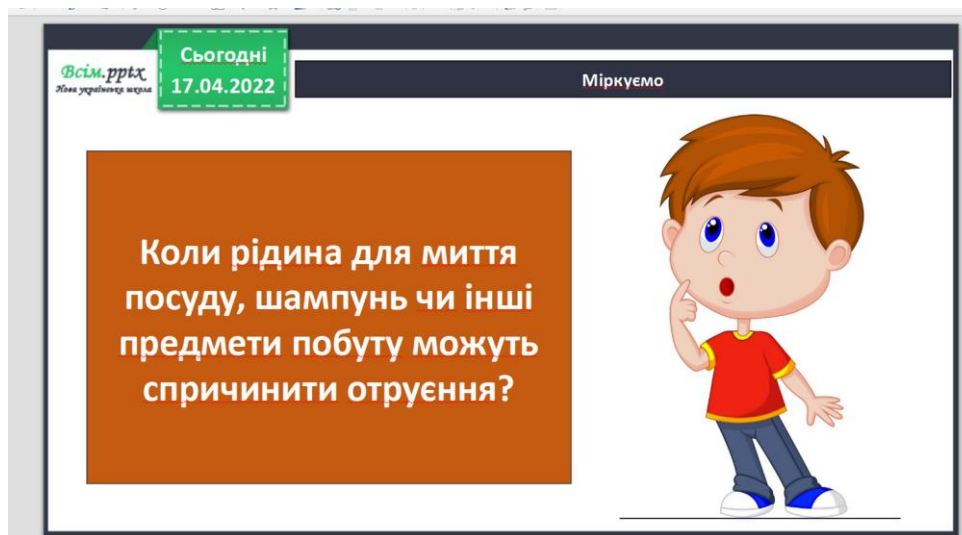 Всім.pptx
Нова українська школа
Сьогодні
17.04.2022
Міркуємо
Коли рідина для миття
посуду, шампунь чи інші
предмети побуту можуть
спричинити отруєння?